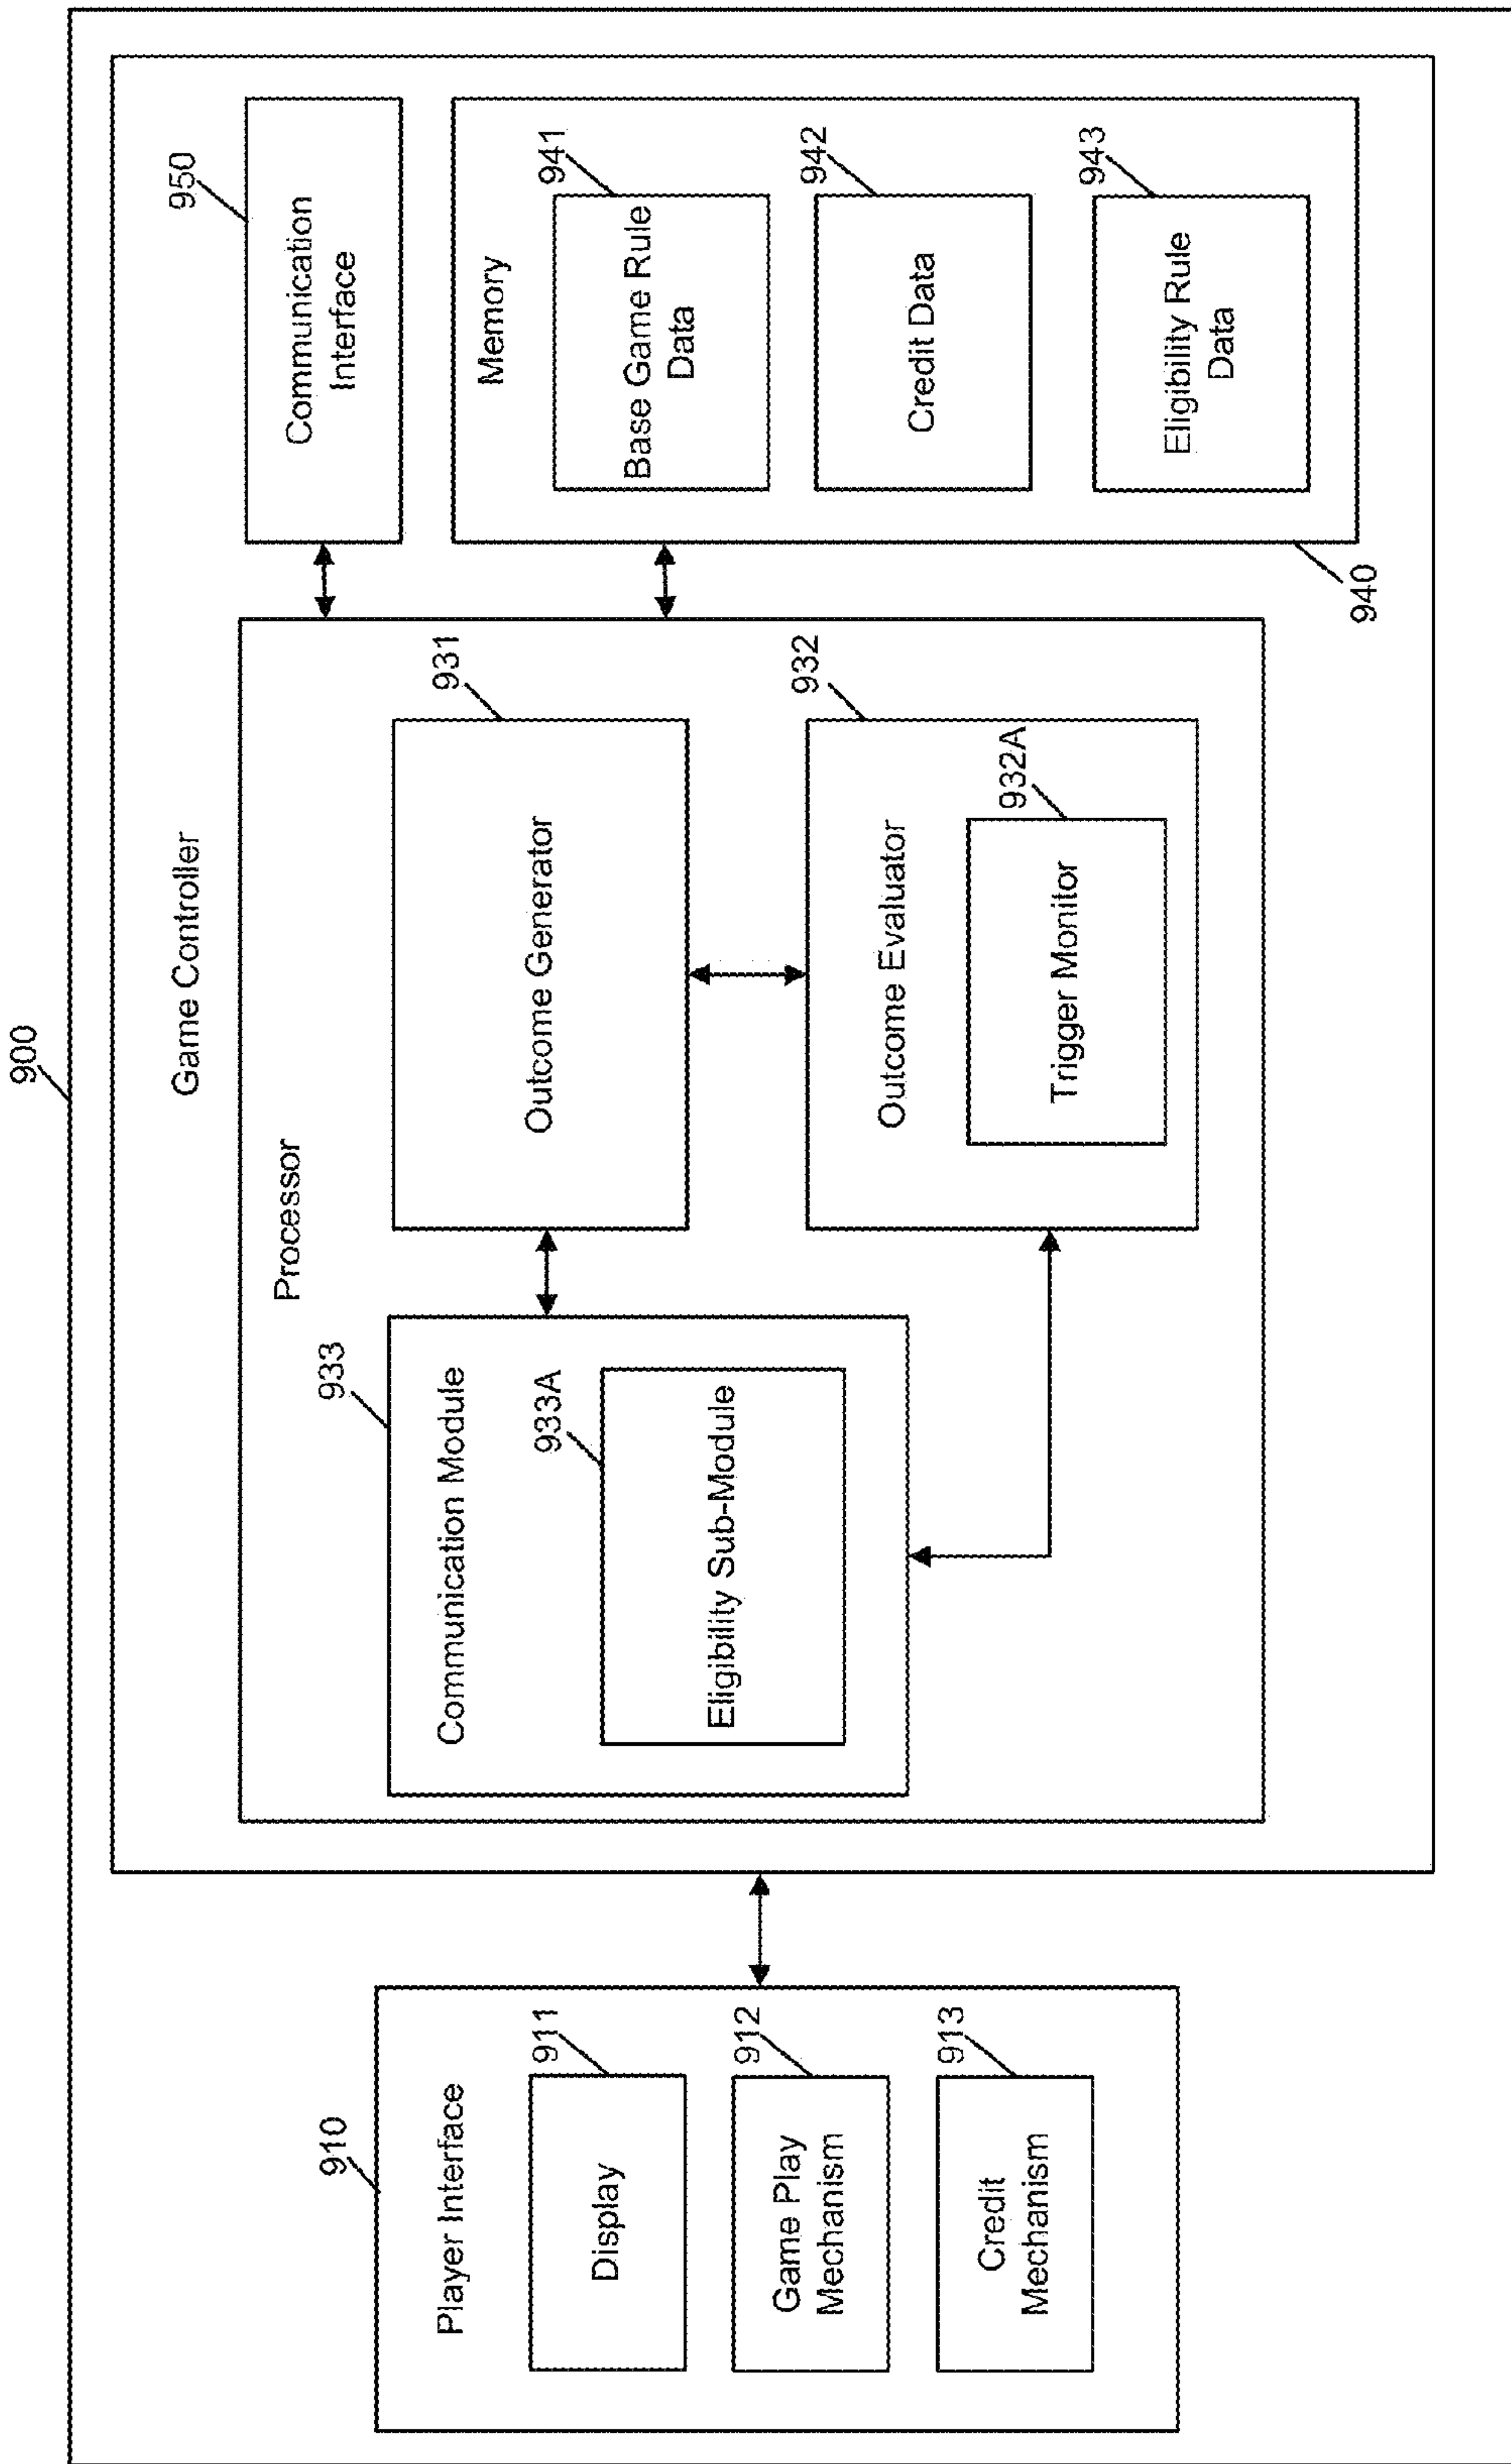 900
Game Controller
950
Communication
Interface
Processor
933
Communication Module
933A
Eligibility Sub-Module
931
Outcome Generator
932
Outcome Evaluator
932A
Trigger Monitor
Memory
941
Base Game Rule
Data
942
Credit Data
943
Eligibility Rule
Data
940
910
Player Interface
911
Display
912
Game Play
Mechanism
913
Credit
Mechanism